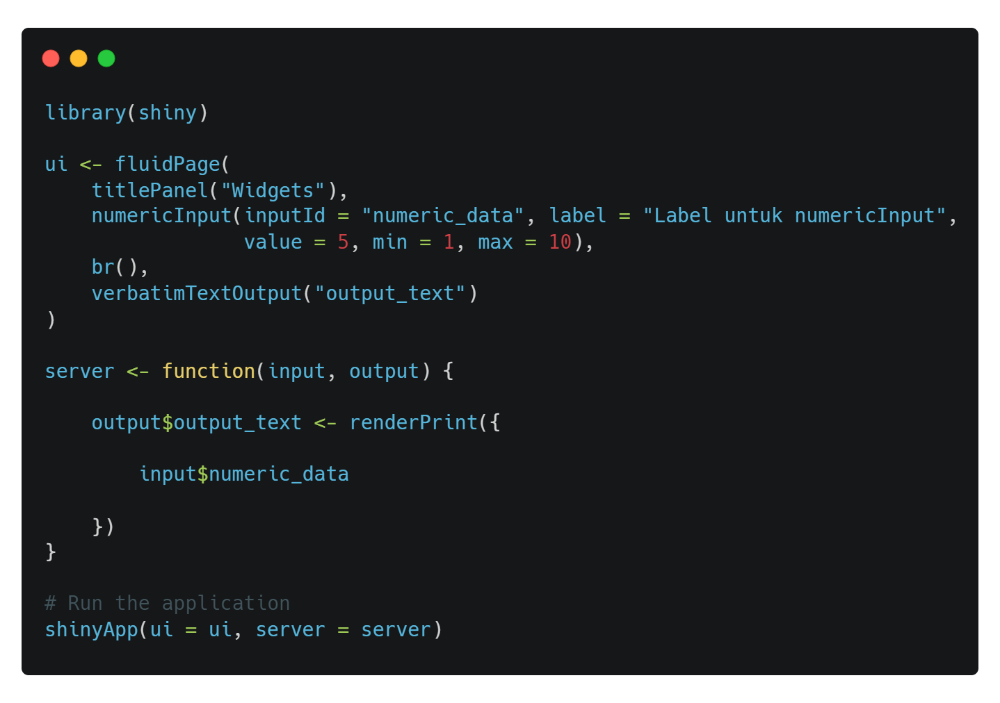 library(shiny)
ui <- fluidPage(
    titlePanel("Widgets"),
    numericInput(inputId = "numeric_data", label = "Label untuk numericInput",
                 value = 5, min = 1, max = 10),
    br(),
    verbatimTextOutput("output_text")
)
server <- function(input, output) {
    output$output_text <- renderPrint({
        input$numeric_data
    })
}
# Run the application
shinyApp(ui = ui, server = server)